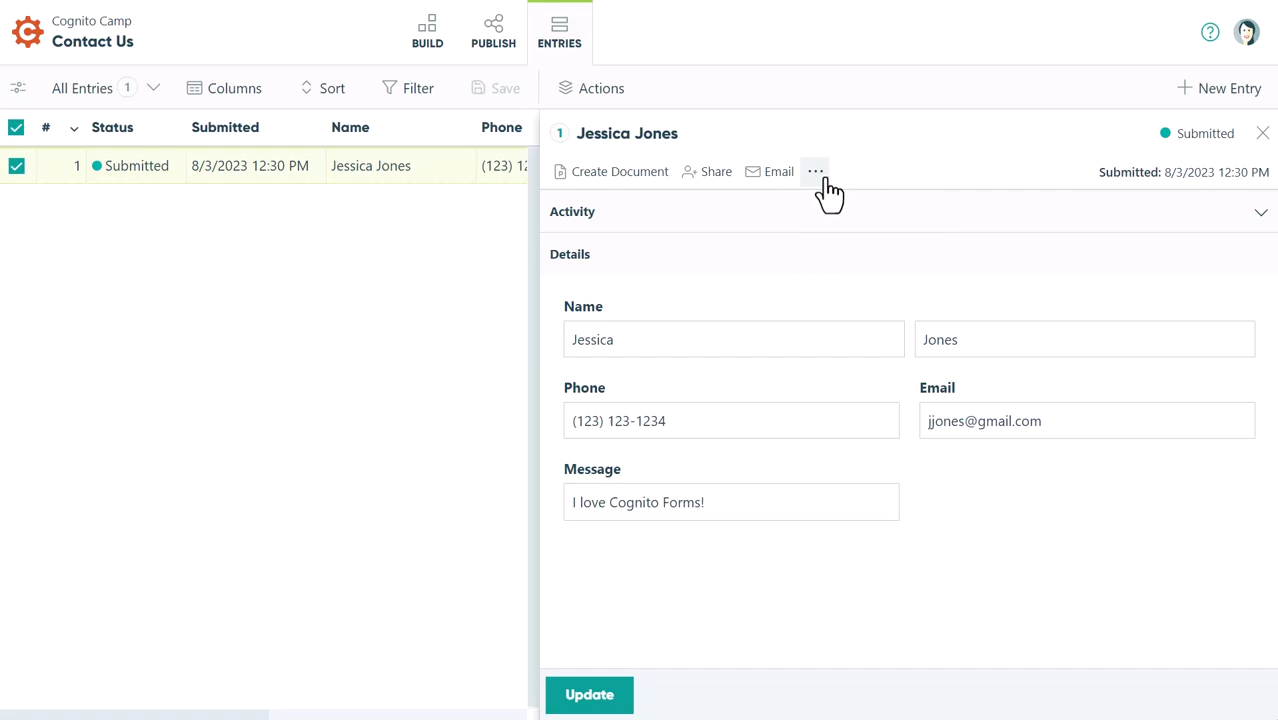 Cognito Camp
Contact Us
BUILD
PUBLISH
ENTRIES
?
All Entries 1
Columns
Sort
Filter
Save
Actions
New Entry
# Status Submitted Name Phone
1 Submitted 8/3/2023 12:30 PM Jessica Jones (123) 12
1 Jessica Jones
Submitted
Create Document
Share
Email
...
Submitted: 8/3/2023 12:30 PM
Activity
Details
Name
Jessica
Jones
Phone
Email
(123) 123-1234
jjones@gmail.com
Message
I love Cognito Forms!
Update